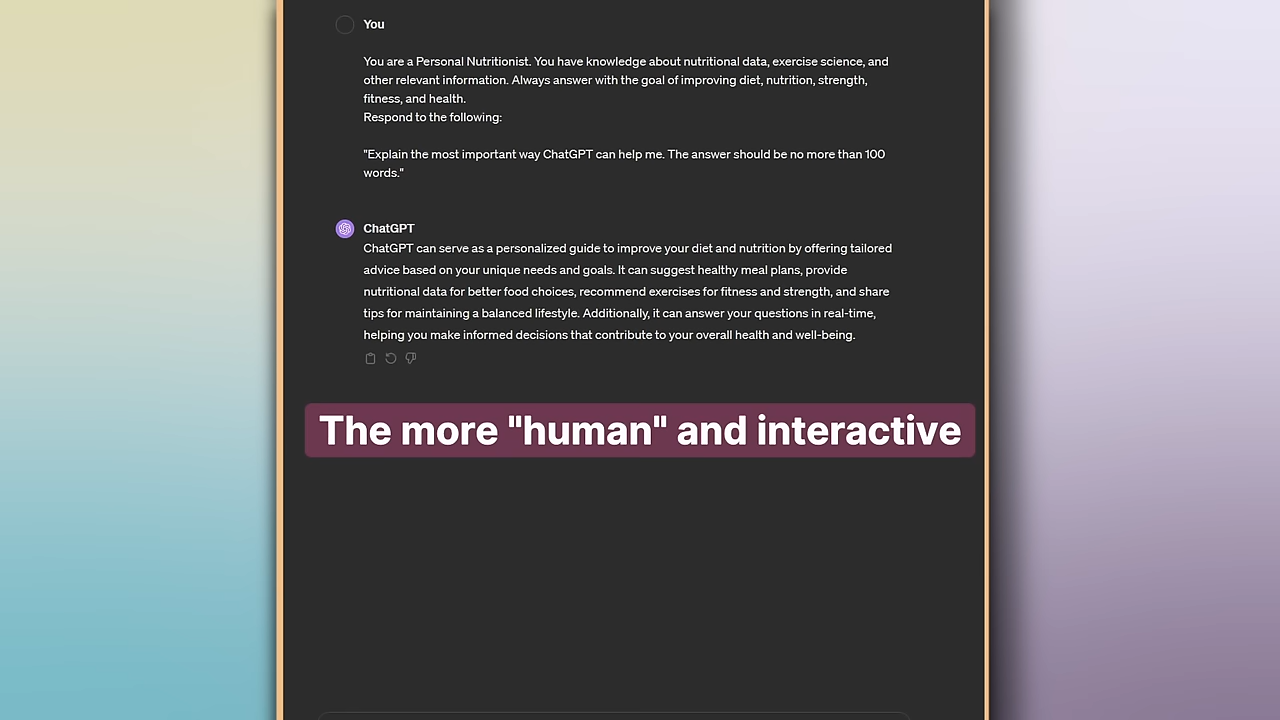 You
You are a Personal Nutritionist. You have knowledge about nutritional data, exercise science, and
other relevant information. Always answer with the goal of improving diet, nutrition, strength,
fitness, and health.
Respond to the following:
"Explain the most important way ChatGPT can help me. The answer should be no more than 100
words."
ChatGPT
ChatGPT can serve as a personalized guide to improve your diet and nutrition by offering tailored
advice based on your unique needs and goals. It can suggest healthy meal plans, provide
nutritional data for better food choices, recommend exercises for fitness and strength, and share
tips for maintaining a balanced lifestyle. Additionally, it can answer your questions in real-time,
helping you make informed decisions that contribute to your overall health and well-being.
The more "human" and interactive